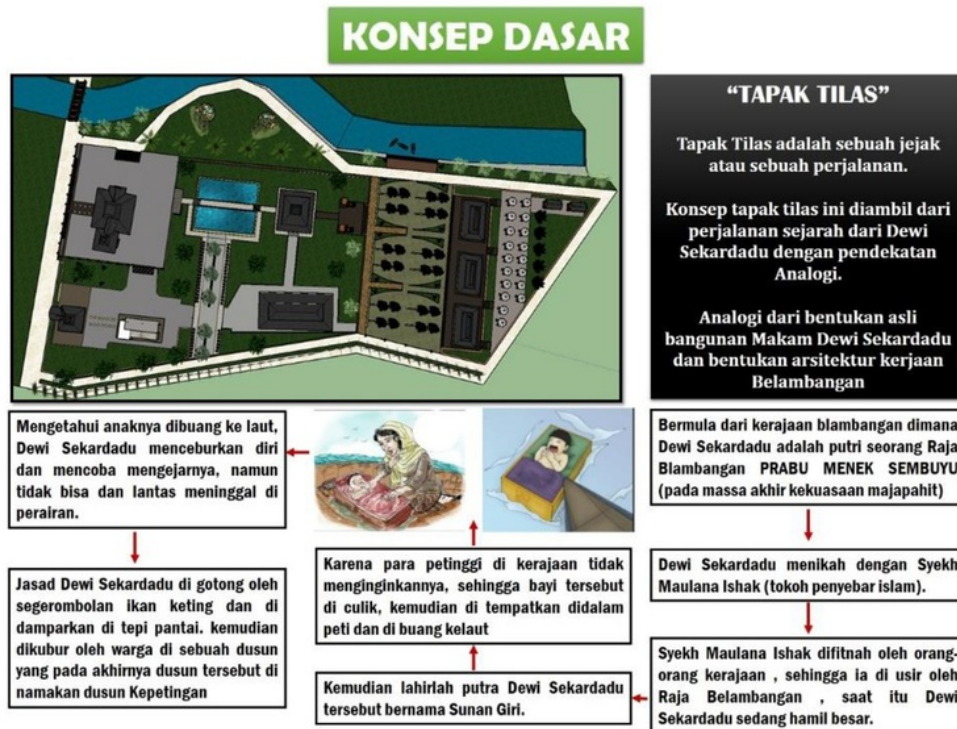 KONSEP DASAR
“TAPAK TILAS”
Tapak Tilas adalah sebuah jejak
atau sebuah perjalanan.
Konsep tapak tilas ini diambil dari
perjalanan sejarah dari Dewi
Sekardadu dengan pendekatan
Analogi.
Analogi dari bentukan asli
bangunan Makam Dewi Sekardadu
dan bentukan arsitektur kerjaan
Belambangan
Bermula dari kerajaan blambangan dimana
Dewi Sekardadu adalah putri seorang Raja
Blambangan PRABU MENEK SEMBUYU
(pada massa akhir kekuasaan majapahit)
Dewi Sekardadu menikah dengan Syekh
Maulana Ishak (tokoh penyebar islam).
Syekh Maulana Ishak difitnah oleh orang-
orang kerajaan , sehingga ia di usir oleh
Raja Belambangan , saat itu Dewi
Sekardadu sedang hamil besar.
Kemudian lahirlah putra Dewi Sekardadu
tersebut bernama Sunan Giri.
Karena para petinggi di kerajaan tidak
menginginkannya, sehingga bayi tersebut
di culik, kemudian di tempatkan didalam
peti dan di buang kelaut
Mengetahui anaknya dibuang ke laut,
Dewi Sekardadu menceburkan diri
dan mencoba mengejarnya, namun
tidak bisa dan lantas meninggal di
perairan.
Jasad Dewi Sekardadu di gotong oleh
segerombolan ikan keting dan di
damparkan di tepi pantai. kemudian
dikubur oleh warga di sebuah dusun
yang pada akhirnya dusun tersebut di
namakan dusun Kepetingan